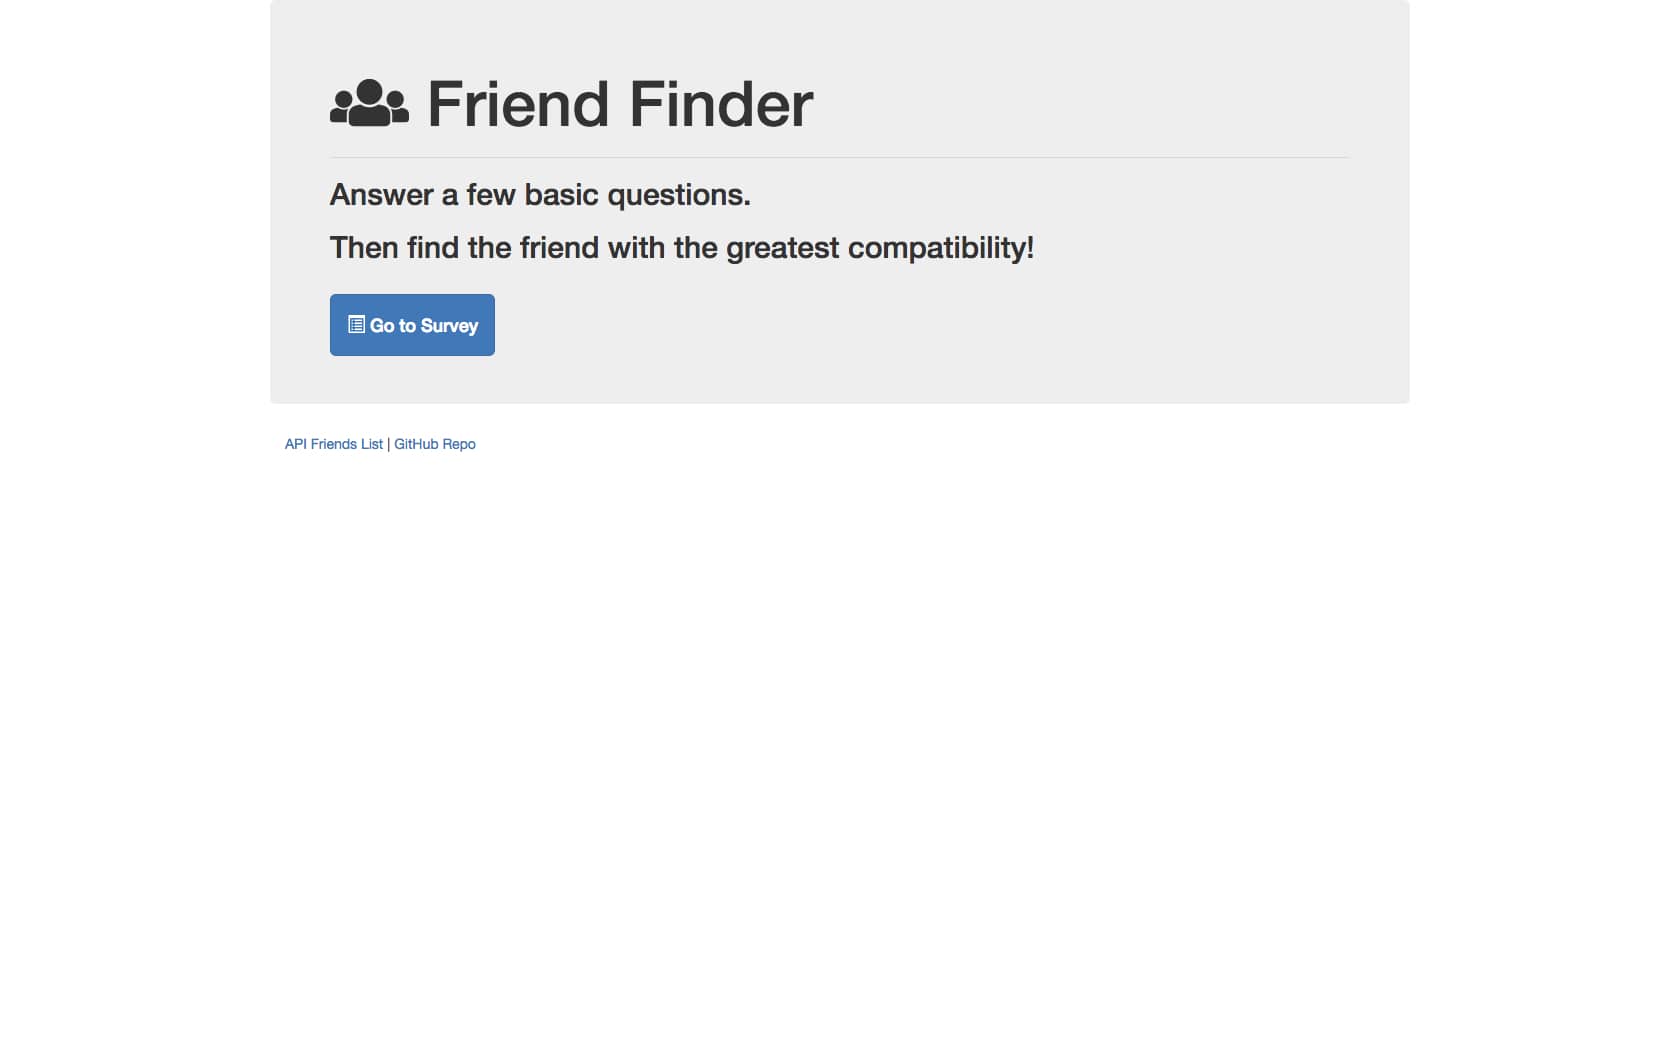 Friend Finder
Answer a few basic questions.
Then find the friend with the greatest compatibility!
Go to Survey
API Friends List | GitHub Repo